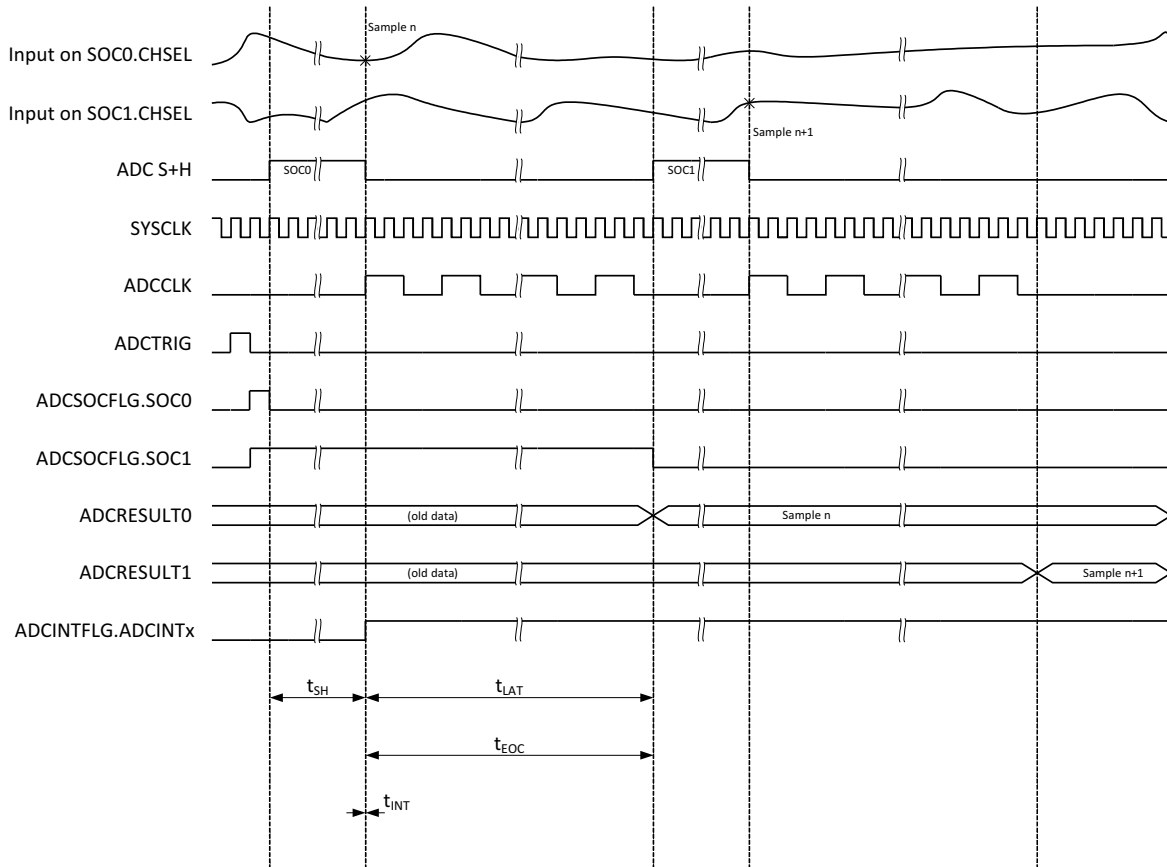 Sample n
Input on SOC0.CHSEL
Input on SOC1.CHSEL
Sample n+1
ADC S+H
SOC0
SOC1
SYSCLK
ADCCLK
ADCTRIG
ADCSOCFLG.SOC0
ADCSOCFLG.SOC1
ADCRESULT0
(old data)
Sample n
ADCRESULT1
(old data)
Sample n+1
ADCINTFLG.ADCINTx
tSH
tLAT
tEOC
tINT